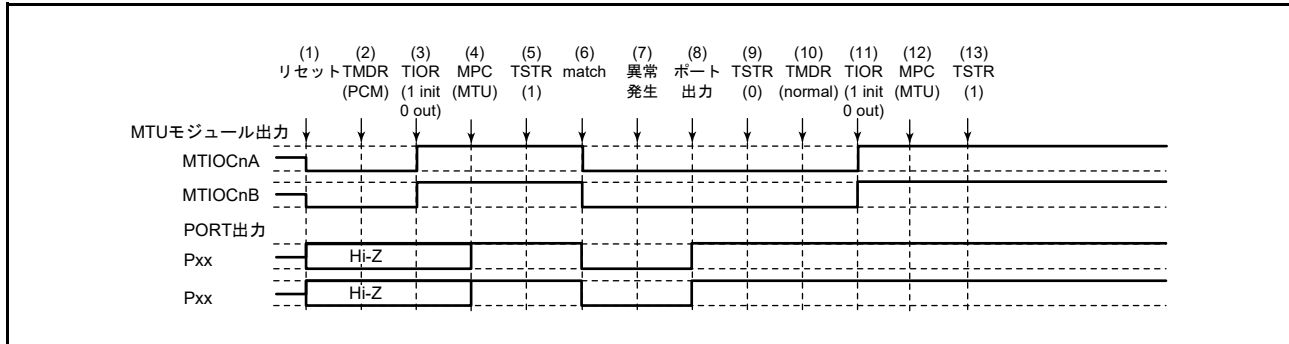 (1) (2) (3) (4) (5) (6) (7) (8) (9) (10) (11) (12) (13)
リセット TMDR TIOR MPC TSTR match 異常 ポート TSTR TMDR TIOR MPC TSTR
(PCM) (1 init (MTU) (1) 発生 出力 (0) (normal) (1 init (MTU) (1)
0 out) 0 out)
MTUモジュール出力
MTIOCnA
MTIOCnB
PORT出力
Pxx Hi-Z
Pxx Hi-Z